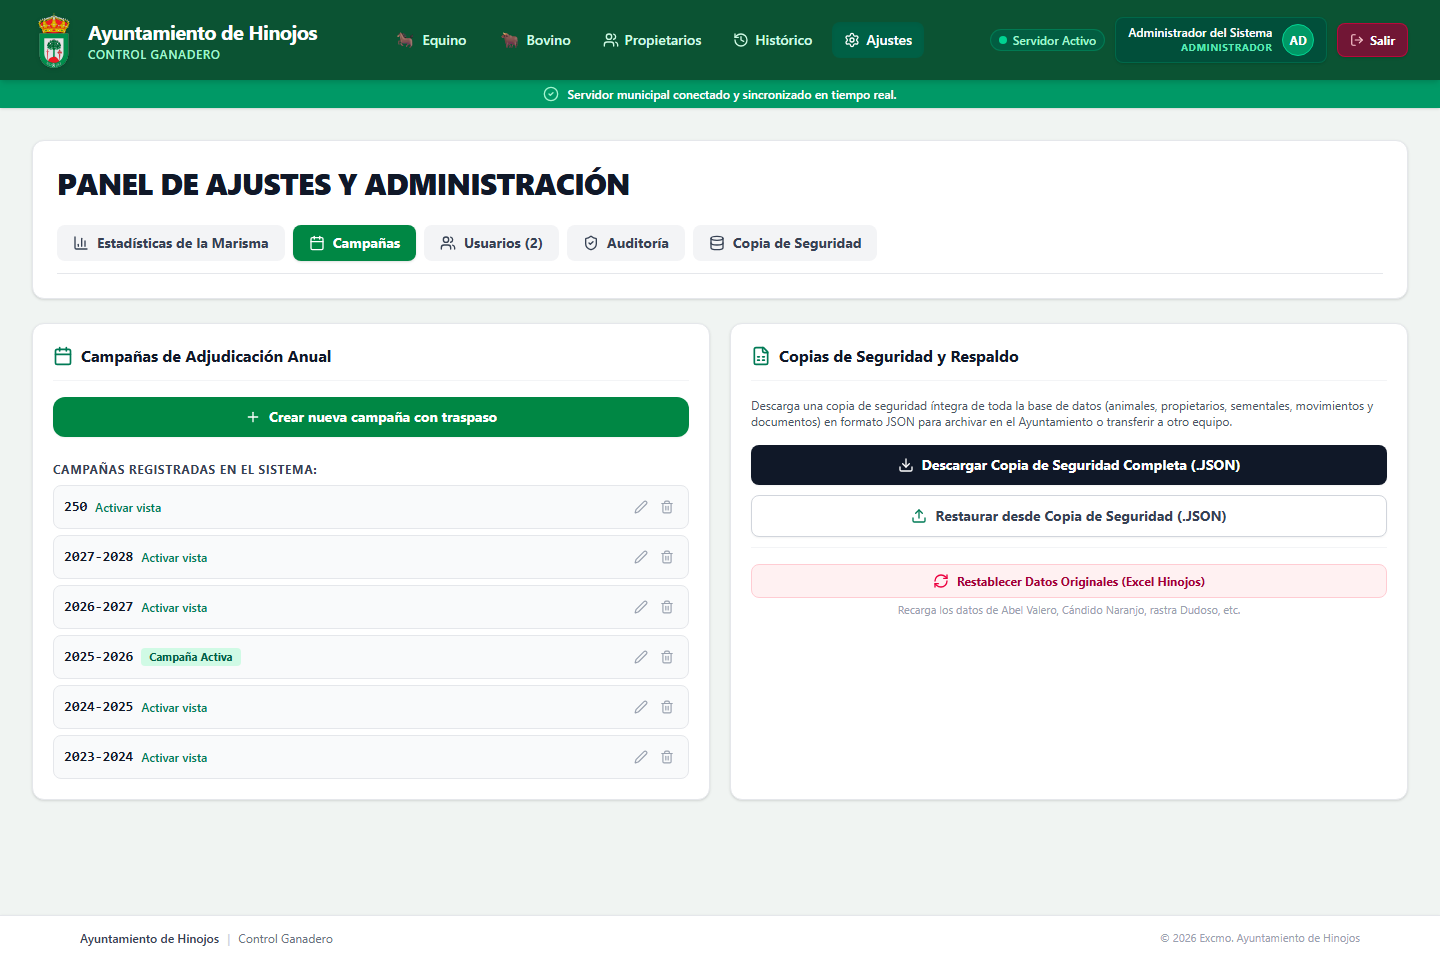 Ayuntamiento de Hinojos
CONTROL GANADERO
Equino
Bovino
Propietarios
Histórico
Ajustes
Servidor Activo
Administrador del Sistema
ADMINISTRADOR
AD
Salir
Servidor municipal conectado y sincronizado en tiempo real.
PANEL DE AJUSTES Y ADMINISTRACIÓN
Estadísticas de la Marisma
Campañas
Usuarios (2)
Auditoría
Copia de Seguridad
Campañas de Adjudicación Anual
Crear nueva campaña con traspaso
CAMPAÑAS REGISTRADAS EN EL SISTEMA:
250 Activar vista
2027-2028 Activar vista
2026-2027 Activar vista
2025-2026 Campaña Activa
2024-2025 Activar vista
2023-2024 Activar vista
Copias de Seguridad y Respaldo
Descarga una copia de seguridad íntegra de toda la base de datos (animales, propietarios, sementales, movimientos y
documentos) en formato JSON para archivar en el Ayuntamiento o transferir a otro equipo.
Descargar Copia de Seguridad Completa (.JSON)
Restaurar desde Copia de Seguridad (.JSON)
Restablecer Datos Originales (Excel Hinojos)
Recarga los datos de Abel Valero, Cándido Naranjo, rastra Dudoso, etc.
Ayuntamiento de Hinojos | Control Ganadero
© 2026 Excmo. Ayuntamiento de Hinojos